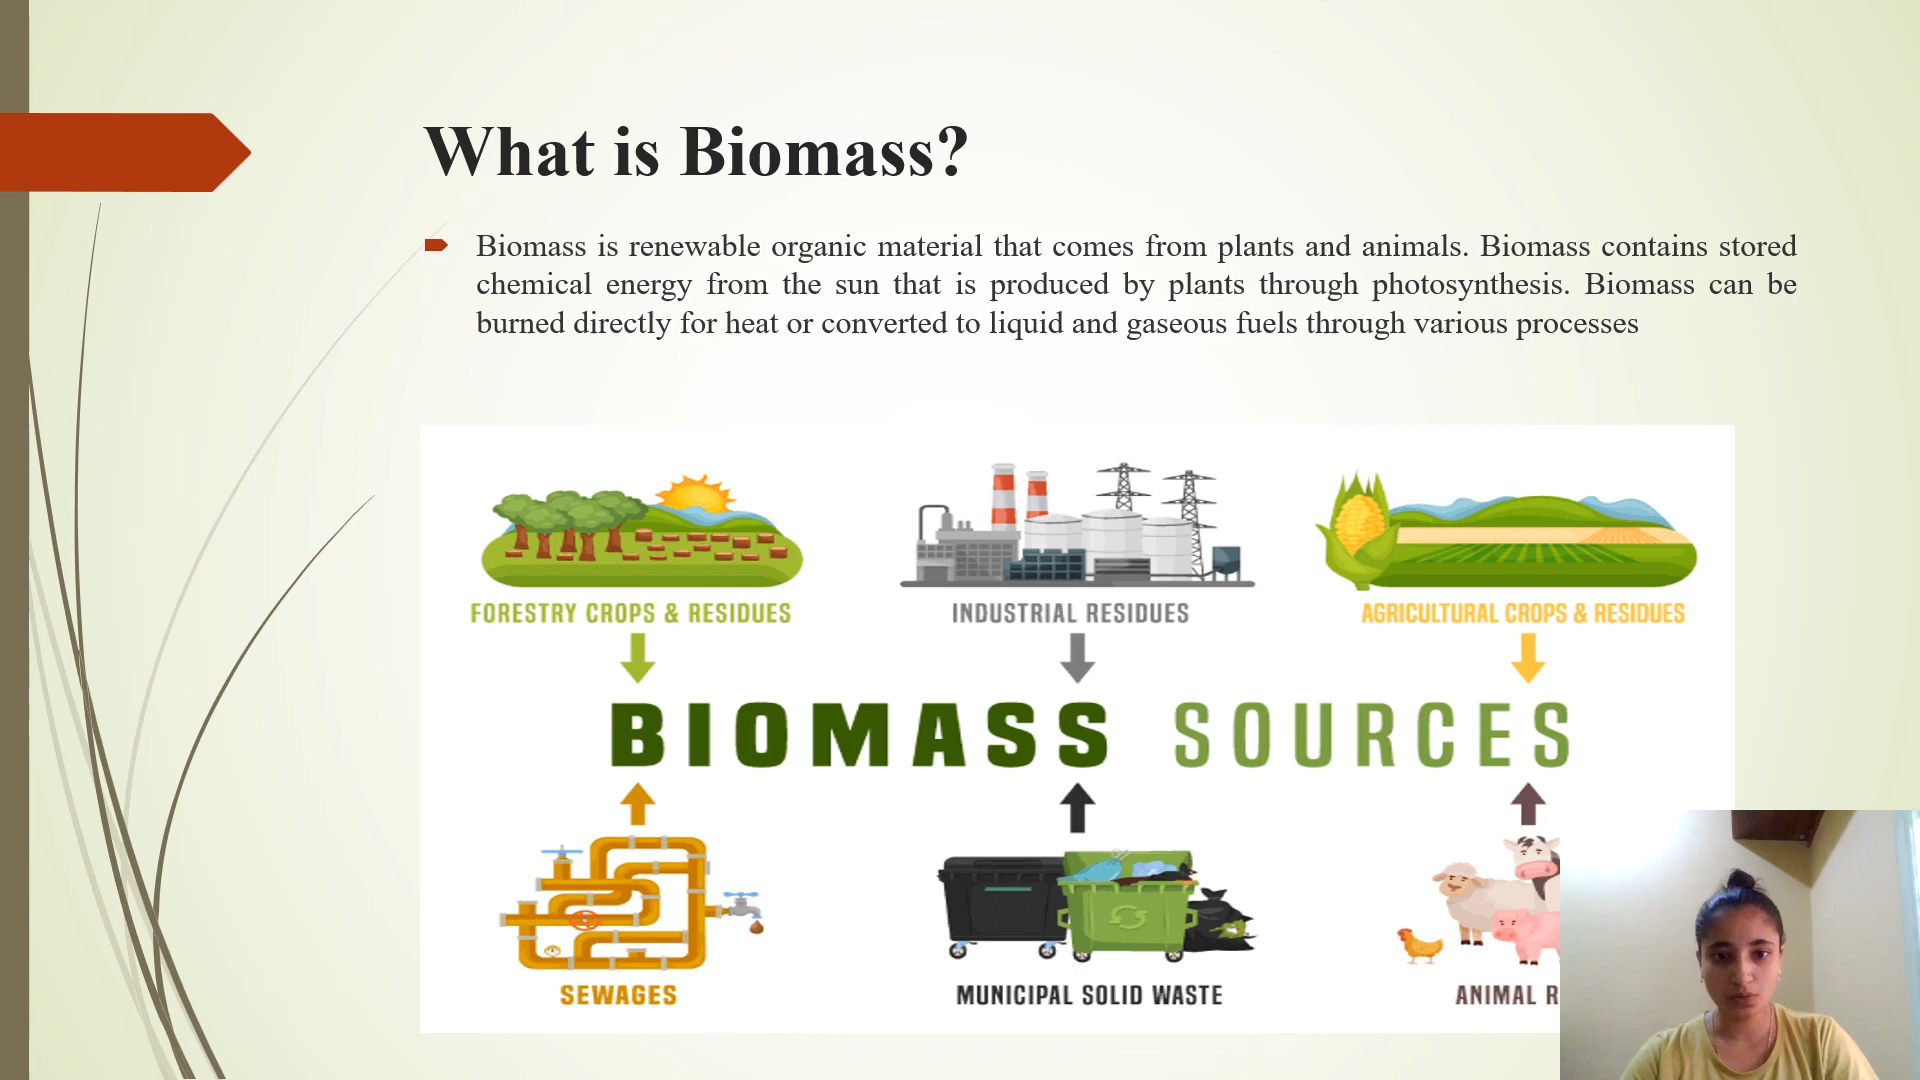 What is Biomass?
Biomass is renewable organic material that comes from plants and animals. Biomass contains stored
chemical energy from the sun that is produced by plants through photosynthesis. Biomass can be
burned directly for heat or converted to liquid and gaseous fuels through various processes
FORESTRY CROPS & RESIDUES
INDUSTRIAL RESIDUES
AGRICULTURAL CROPS & RESIDUES
BIOMASS SOURCES
SEWAGES
MUNICIPAL SOLID WASTE
ANIMAL